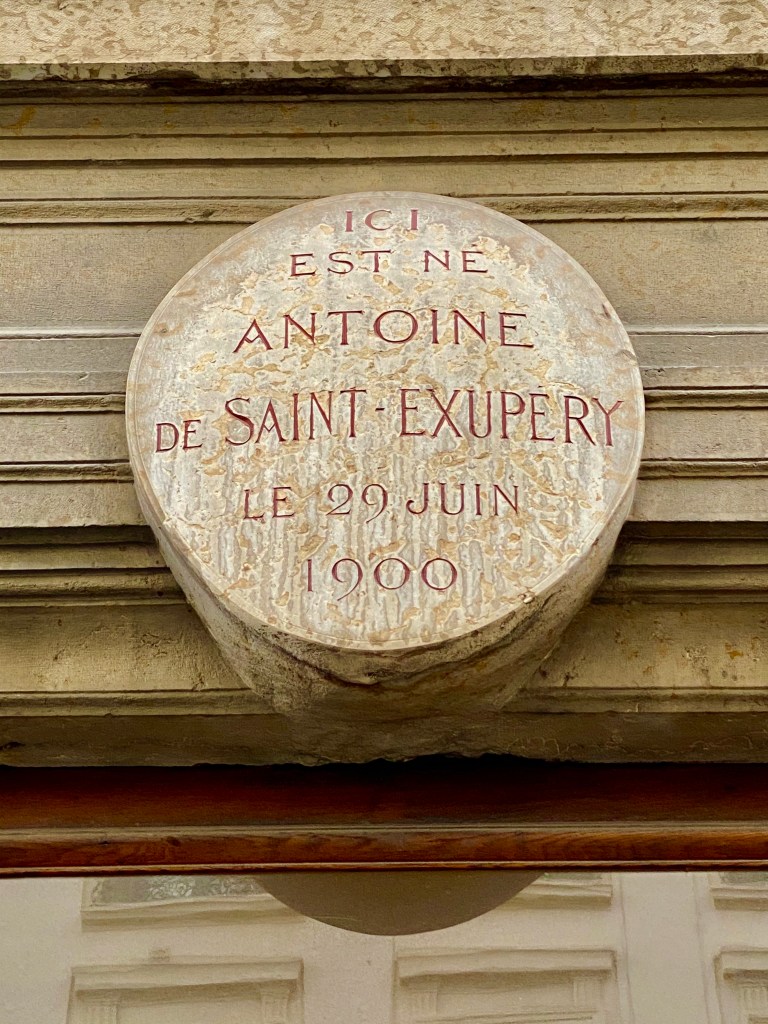 ICI
EST NÉ
ANTOINE
DE SAINT-EXUPÉRY
LE 29 JUIN
1900